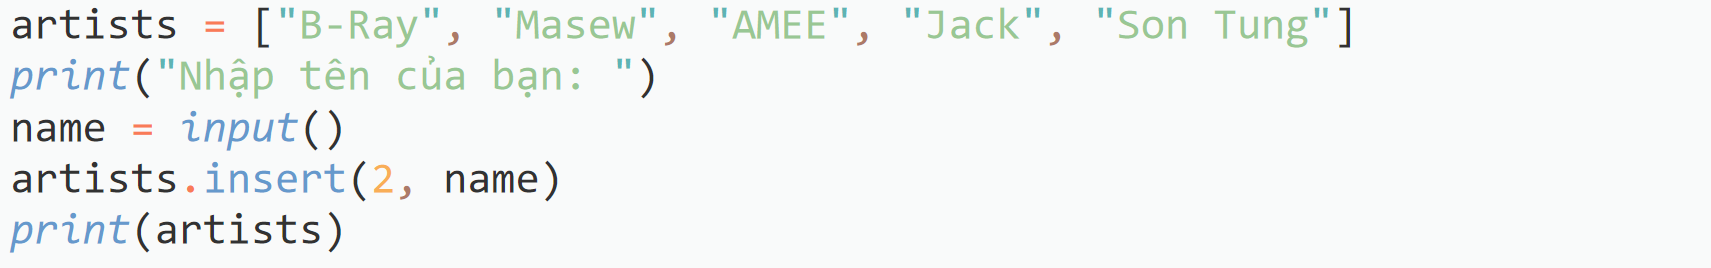 artists = ["B-Ray", "Masew", "AMEE", "Jack", "Son Tung"]
print("Nhập tên của bạn: ")
name = input()
artists.insert(2, name)
print(artists)